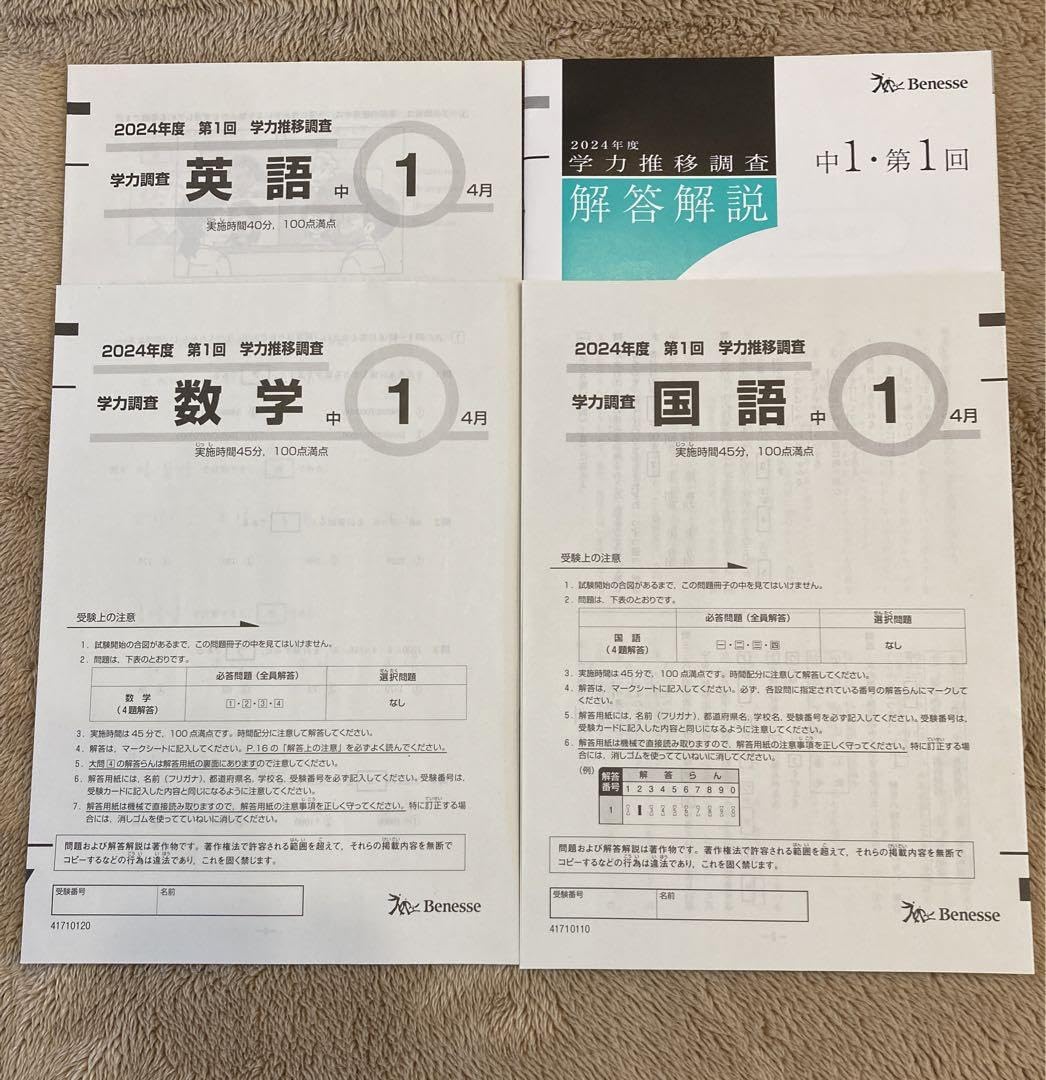 2024年度 第1回 学力推移調査
学力調査 英語 中 1 4月
実施時間40分，100点満点
Benesse
2024年度
学力推移調査
解答解説
中1・第1回
2024年度 第1回 学力推移調査
学力調査 数学 中 1 4月
実施時間45分，100点満点
受験上の注意
1．試験開始の合図があるまで，この問題冊子の中を見てはいけません。
2．問題は，下表のとおりです。
必答問題（全員解答） 選択問題
数学
（4題解答） 1・2・3・4 なし
3．実施時間は45分で，100点満点です。時間配分に注意して解答してください。
4．解答は，マークシートに記入してください。P.16の「解答上の注意」を必ずよく読んでください。
5．大問4の解答らんは解答用紙の裏面にありますので注意してください。
6．解答用紙には，名前（フリガナ），都道府県名，学校名，受験番号を必ず記入してください。受験番号は，
受験カードに記入した内容と同じになるように注意してください。
7．解答用紙は機械で直接読み取りますので，解答用紙の注意事項を正しく守ってください。特に訂正する場
合には，消しゴムを使ってていねいに消してください。
問題および解答解説は著作物です。著作権法で許容される範囲を超えて，それらの掲載内容を無断で
コピーするなどの行為は違法であり，これを固く禁じます。
受験番号 名前
Benesse
41710120
2024年度 第1回 学力推移調査
学力調査 国語 中 1 4月
実施時間45分，100点満点
受験上の注意
1．試験開始の合図があるまで，この問題冊子の中を見てはいけません。
2．問題は，下表のとおりです。
必答問題（全員解答） 選択問題
国語
（4題解答） 一・二・三・四 なし
3．実施時間は45分で，100点満点です。時間配分に注意して解答してください。
4．解答は，マークシートに記入してください。必ず，各設問に指定されている番号の解答らんにマークして
ください。
5．解答用紙には，名前（フリガナ），都道府県名，学校名，受験番号を必ず記入してください。受験番号は，
受験カードに記入した内容と同じになるように注意してください。
6．解答用紙は機械で直接読み取りますので，解答用紙の注意事項を正しく守ってください。特に訂正する場
合には，消しゴムを使ってていねいに消してください。
（例）
解答番号 解答らん
1 2 3 4 5 6 7 8 9 0
1
問題および解答解説は著作物です。著作権法で許容される範囲を超えて，それらの掲載内容を無断で
コピーするなどの行為は違法であり，これを固く禁じます。
受験番号 名前
Benesse
41710110